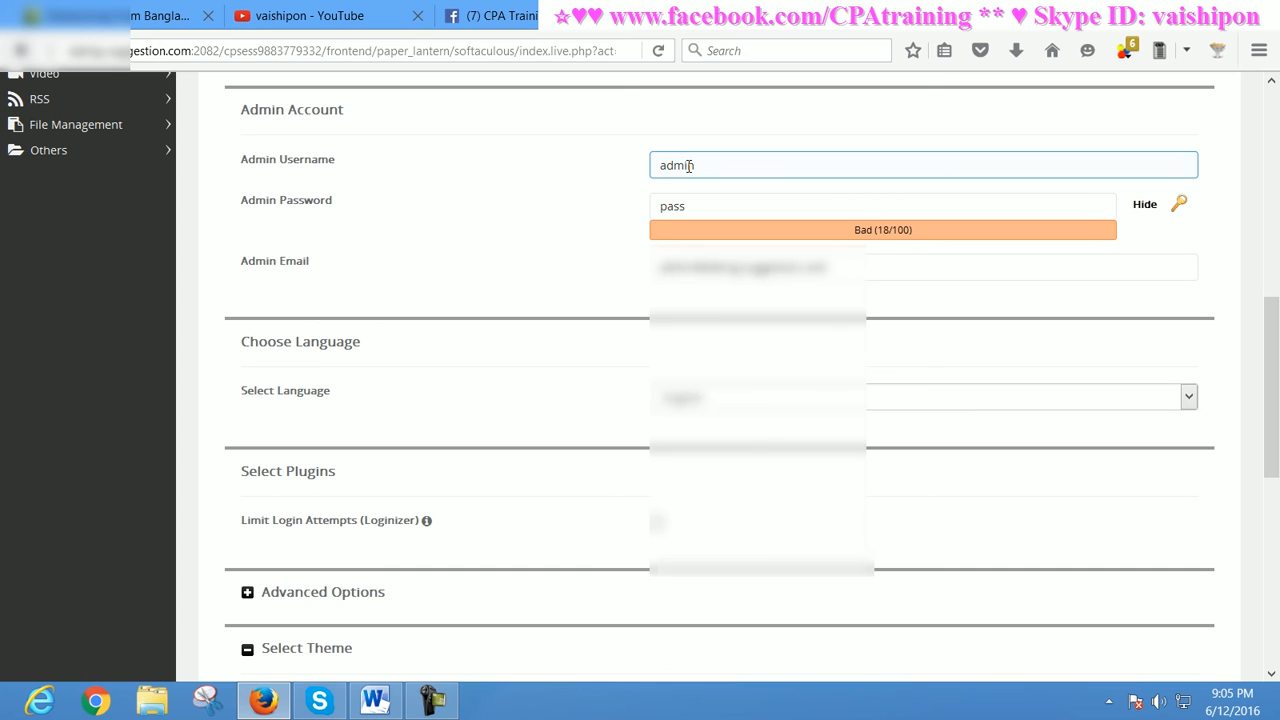 m Bangla...
vaishipon - YouTube
(7) CPA Traini
☆♥♥ www.facebook.com/CPAtraining ** ♥ Skype ID: vaishipon
gestion.com:2082/cpsess9883779332/frontend/paper_lantern/softaculous/index.live.php?act:
Search
6
Video
RSS
File Management
Others
Admin Account
Admin Username
admin
Admin Password
pass
Hide
Bad (18/100)
Admin Email
Choose Language
Select Language
Select Plugins
Limit Login Attempts (Loginizer)
Advanced Options
Select Theme
9:05 PM
6/12/2016